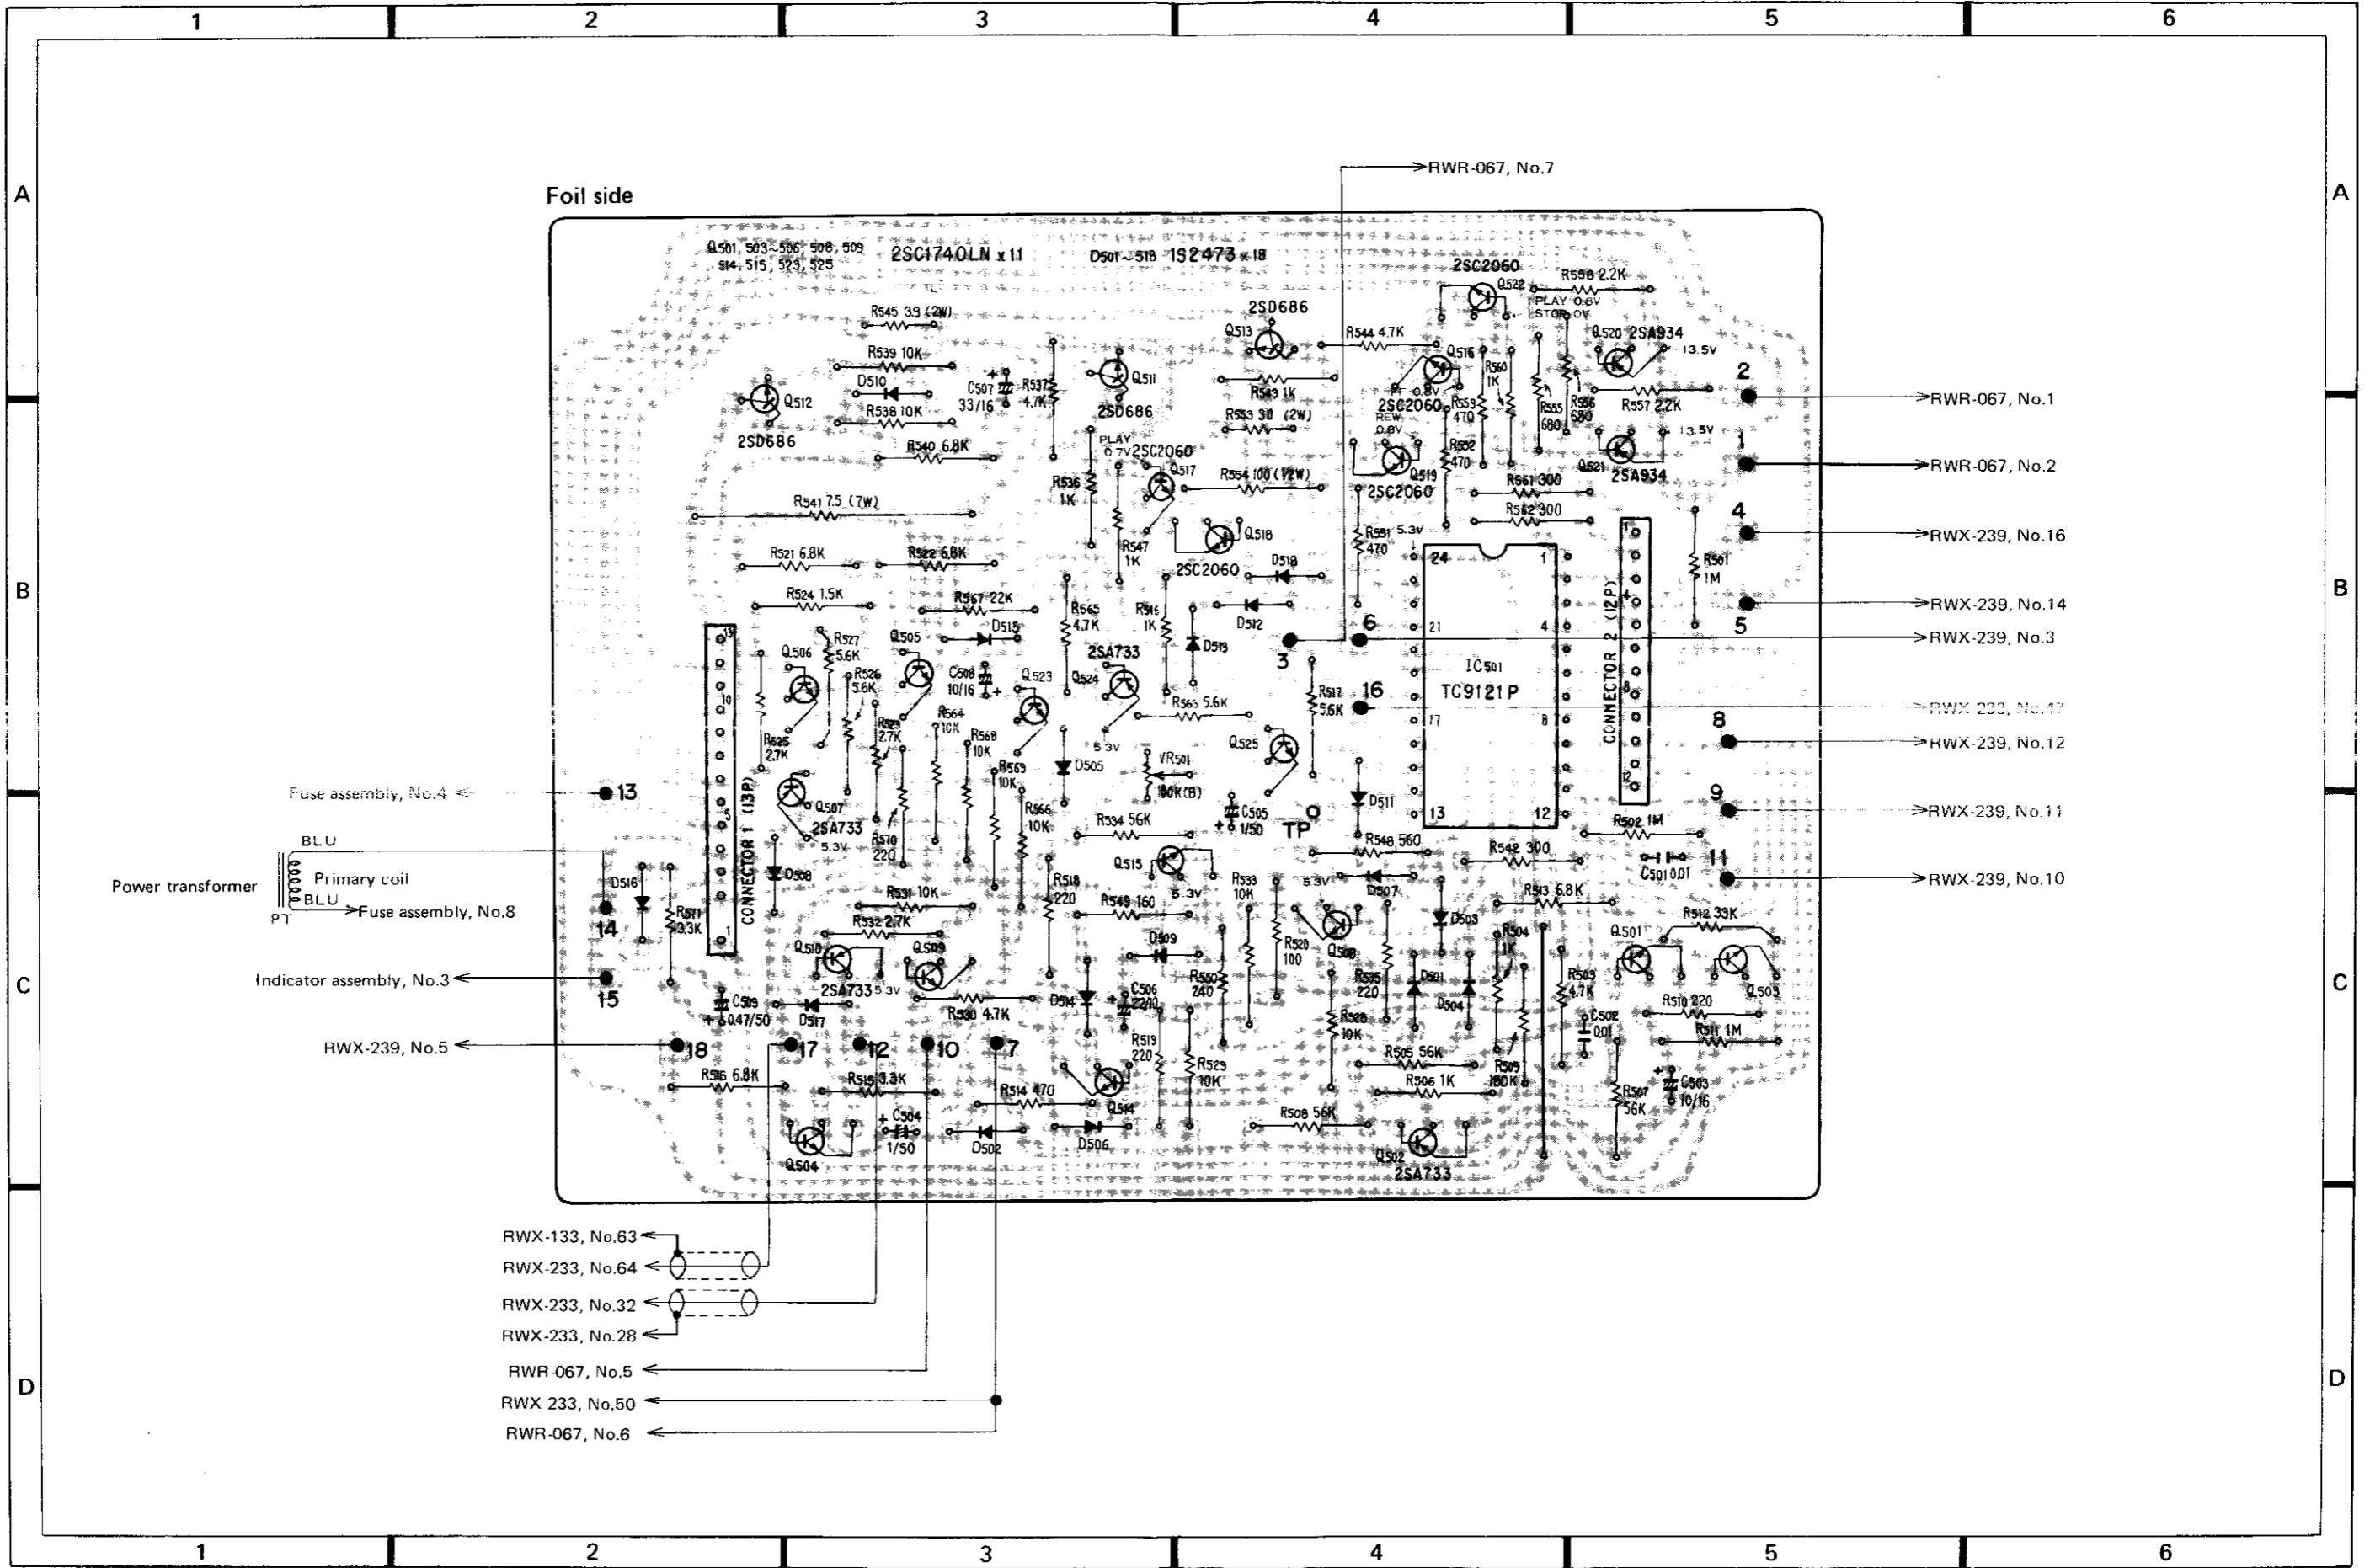 1 2 3 4 5 6
A A
RWR-067, No.7
Foil side
Q501, 503~506, 508, 509
514, 515, 523, 525
2SC1740LN x 11
D501~518 1S2473 x 18
2SC2060
Q522
R558 2.2K
PLAY 0.8V
STOP 0V
2SD686
Q513
R545 3.9 (2W)
R544 4.7K
Q520 2SA934
13.5V
R539 10K
Q516
R560
1K
D510
C507
33/16
R537
4.7K
Q511
2SD686
R543 1K
FF 0.8V
2SC2060
2
Q512
2SD686
R538 10K
R553 30 (2W)
REW
0.8V
R559
470
R555
680
R556
680
R557 2.2K
RWR-067, No.1
13.5V
R540 6.8K
PLAY
0.7V
2SC2060
Q517
R552
470
Q519
2SC2060
Q521
2SA934
1
RWR-067, No.2
R536
1K
R554 100 (1/2W)
R561 300
R541 7.5 (7W)
R562 300
4
RWX-239, No.16
R547
1K
Q518
2SC2060
R551
470
5.3V
R521 6.8K
R522 6.8K
D518
24 1
R501
1M
B B
R524 1.5K
R567 22K
R565
4.7K
R546
1K
D512
RWX-239, No.14
5
13
R527
5.6K
Q505
D515
D513
3
6
21 4
RWX-239, No.3
Q506
2SA733
Q524
IC501
TC9121P
CONNECTOR 2 (12P)
R526
5.6K
C508
10/16
Q523
16
R517
5.6K
10
R523
2.7K
R564
10K
R563 5.6K
17 8
RWX-233, No.47
8
R525
2.7K
R568
10K
5.3V
Q525
RWX-239, No.12
R569
10K
D505
VR501
100K(B)
12
Fuse assembly, No.4
13
CONNECTOR 1 (13P)
Q507
2SA733
5.3V
R566
10K
R534 56K
C505
1/50
TP
D511
13 12
9
RWX-239, No.11
R502 1M
BLU
R570
220
R548 560
R542 300
Q515
5.3V
C501 0.01
11
RWX-239, No.10
Power transformer
Primary coil
BLU
PT
Fuse assembly, No.8
D516
D508
R571
3.3K
R531 10K
R518
220
R549 160
R533
10K
5.3V
D507
R513 6.8K
14
R532 2.7K
D503
R512 33K
1
Q510
2SA733
5.3V
Q509
D509
R520
100
Q508
R504
1K
Q501
C C
Indicator assembly, No.3
15
R550
240
R535
220
D501
D504
R503
4.7K
Q503
C509
0.47/50
D517
R530 4.7K
D514
C506
22/10
R510 220
R528
10K
C502
0.01
R511 1M
RWX-239, No.5
18 17 12 10 7
R519
220
R529
10K
R505 56K
R509
R516 6.8K
R515 3.3K
R514 470
Q514
R506 1K
R507
56K
C503
10/16
C504
1/50
D502
D506
R508 56K
Q504
Q502
2SA733
RWX-133, No.63
RWX-233, No.64
RWX-233, No.32
RWX-233, No.28
RWR-067, No.5
D D
RWX-233, No.50
RWR-067, No.6
1 2 3 4 5 6